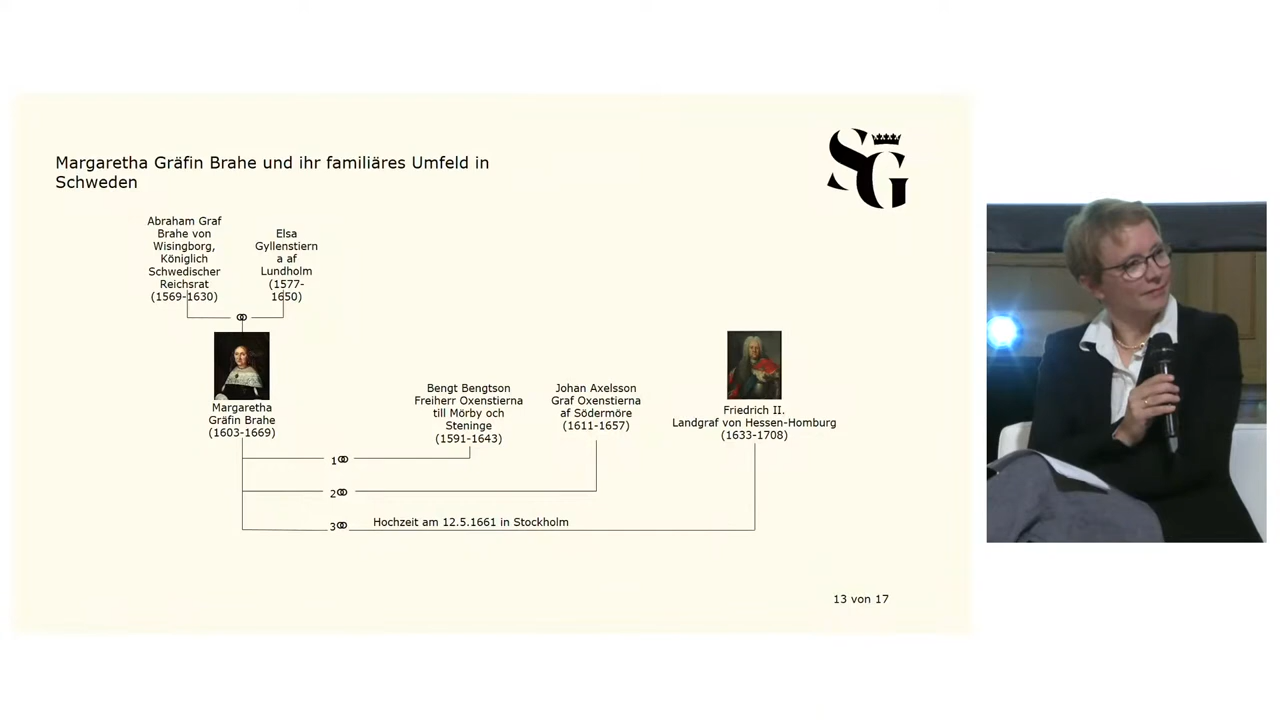 Margaretha Gräfin Brahe und ihr familiäres Umfeld in
Schweden
SG
Abraham Graf
Brahe von
Wisingborg,
Königlich
Schwedischer
Reichsrat
(1569-1630)
Elsa
Gyllenstiern
a af
Lundholm
(1577-
1650)
Margaretha
Gräfin Brahe
(1603-1669)
Bengt Bengtson
Freiherr Oxenstierna
till Mörby och
Steninge
(1591-1643)
Johan Axelsson
Graf Oxenstierna
af Södermöre
(1611-1657)
Friedrich II.
Landgraf von Hessen-Homburg
(1633-1708)
1
2
3
Hochzeit am 12.5.1661 in Stockholm
13 von 17